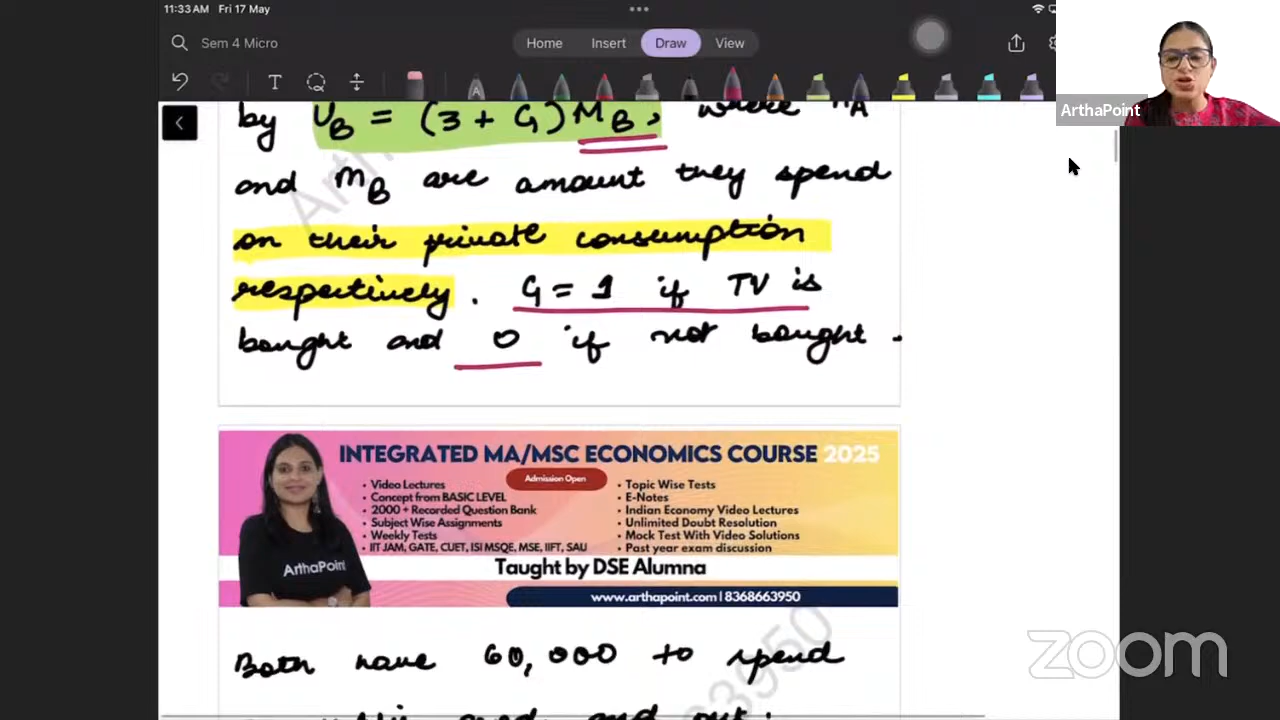 11:33 AM Fri 17 May
Sem 4 Micro
Home Insert Draw View
ArthaPoint
by U_B = (3 + G) M_B, where M_A
and M_B are amount they spend
on their private consumption
respectively. G = 1 if TV is
bought and 0 if not bought.
INTEGRATED MA/MSC ECONOMICS COURSE 2025
Admission Open
• Video Lectures
• Concept from BASIC LEVEL
• 2000 + Recorded Question Bank
• Subject Wise Assignments
• Weekly Tests
• IIT JAM, GATE, CUET, ISI MSQE, MSE, IIFT, SAU
• Topic Wise Tests
• E-Notes
• Indian Economy Video Lectures
• Unlimited Doubt Resolution
• Mock Test With Video Solutions
• Past year exam discussion
ArthaPoint
Taught by DSE Alumna
www.arthapoint.com | 8368663950
Both have 60,000 to spend
zoom